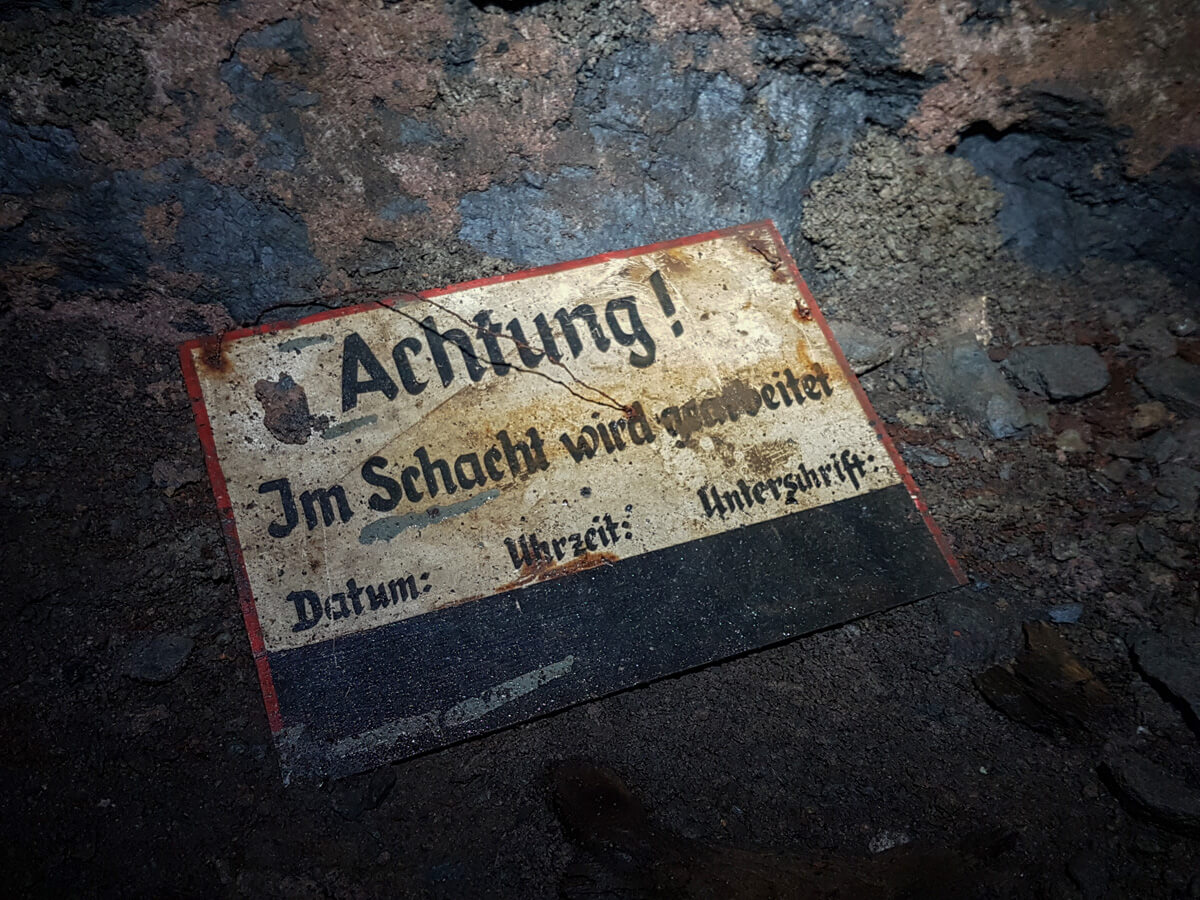 Achtung!
Im Schacht wird gearbeitet
Datum: Uhrzeit: Unterschrift: